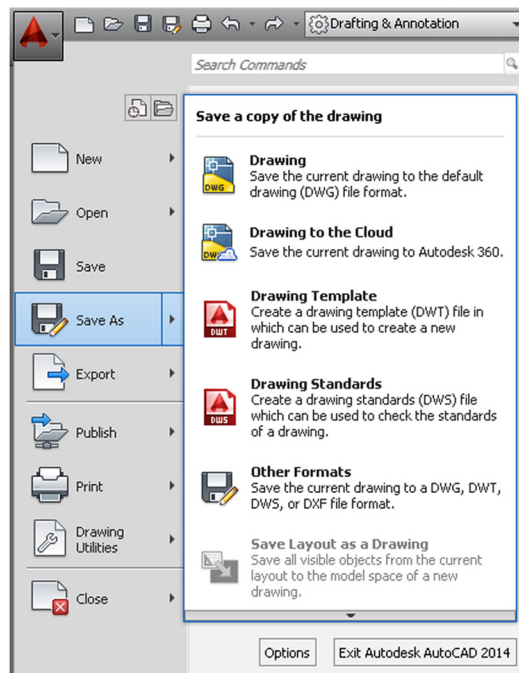 Drafting & Annotation
Search Commands
Save a copy of the drawing
New
Open
Save
Save As
Export
Publish
Print
Drawing
Utilities
Close
DWG
Drawing
Save the current drawing to the default
drawing (DWG) file format.
DWG
Drawing to the Cloud
Save the current drawing to Autodesk 360.
DWT
Drawing Template
Create a drawing template (DWT) file in
which can be used to create a new
drawing.
DWS
Drawing Standards
Create a drawing standards (DWS) file
which can be used to check the standards
of a drawing.
Other Formats
Save the current drawing to a DWG, DWT,
DWS, or DXF file format.
Save Layout as a Drawing
Save all visible objects from the current
layout to the model space of a new
drawing.
Options
Exit Autodesk AutoCAD 2014